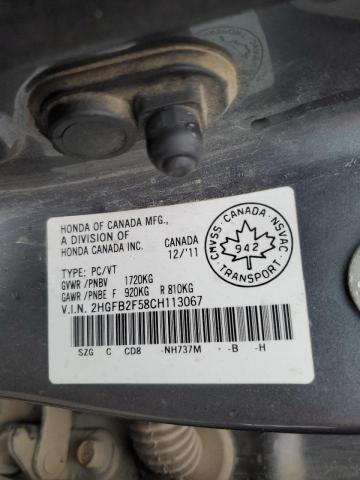 HONDA OF CANADA MFG.,
A DIVISION OF
HONDA CANADA INC.
CANADA
12/'11
TYPE: PC/VT
GVWR/PNBV 1720KG
GAWR/PNBE F 920KG R 810KG
V.I.N. 2HGFB2F58CH113067
SZG C CD8 -NH737M -B -H
CMVSS·CANADA·NSVAC
942
TRANSPORT